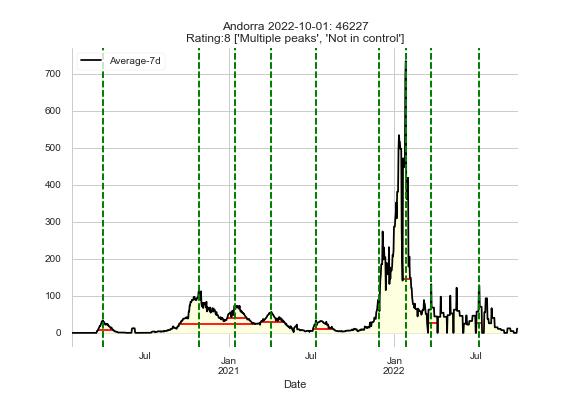 Andorra 2022-10-01: 46227
Rating:8 ['Multiple peaks', 'Not in control']
Average-7d
700
600
500
400
300
200
100
0
Jul
Jan
2021
Jul
Jan
2022
Jul
Date